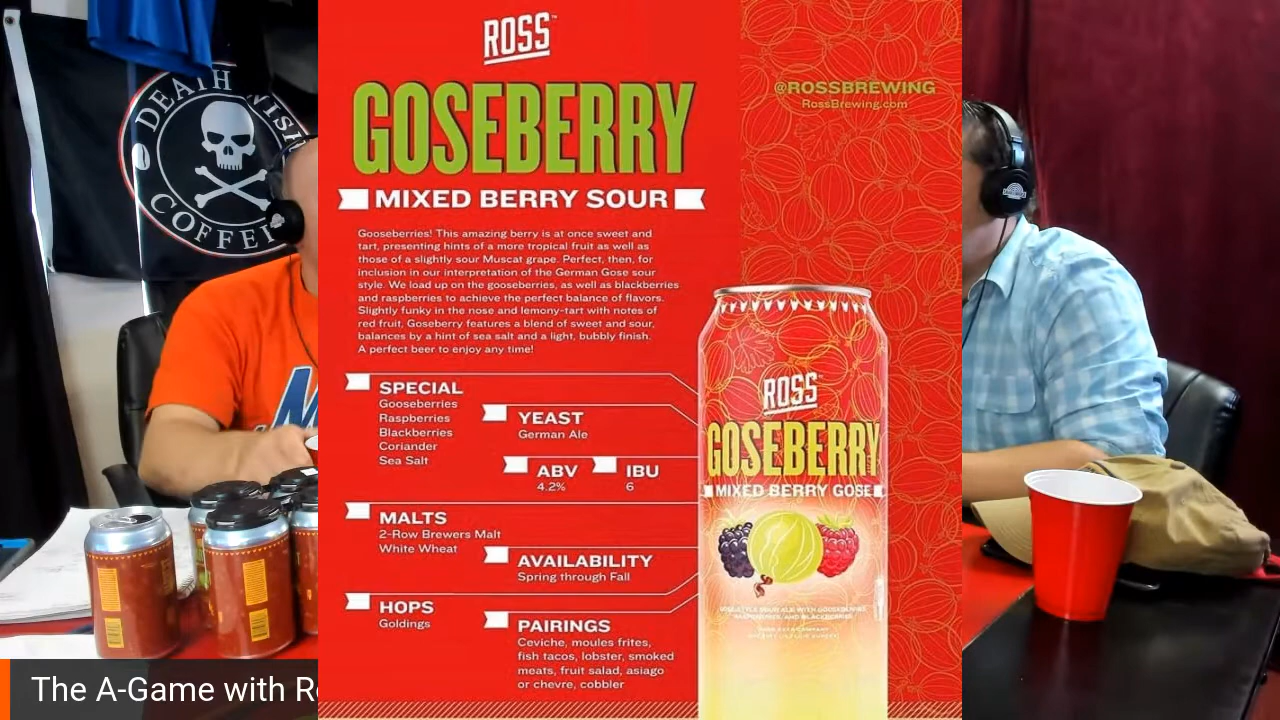 DEATH WISH
COFFEE
ROSS™
GOSEBERRY
MIXED BERRY SOUR
@ROSSBREWING
RossBrewing.com
Gooseberries! This amazing berry is at once sweet and
tart, presenting hints of a more tropical fruit as well as
those of a slightly sour Muscat grape. Perfect, then, for
inclusion in our interpretation of the German Gose sour
style. We load up on the gooseberries, as well as blackberries
and raspberries to achieve the perfect balance of flavors.
Slightly funky in the nose and lemony-tart with notes of
red fruit, Goseberry features a blend of sweet and sour,
balances by a hint of sea salt and a light, bubbly finish.
A perfect beer to enjoy any time!
SPECIAL
Gooseberries
Raspberries
Blackberries
Coriander
Sea Salt
YEAST
German Ale
ABV
4.2%
IBU
6
MALTS
2-Row Brewers Malt
White Wheat
AVAILABILITY
Spring through Fall
HOPS
Goldings
PAIRINGS
Ceviche, moules frites,
fish tacos, lobster, smoked
meats, fruit salad, asiago
or chevre, cobbler
ROSS
GOSEBERRY
MIXED BERRY GOSE
The A-Game with R